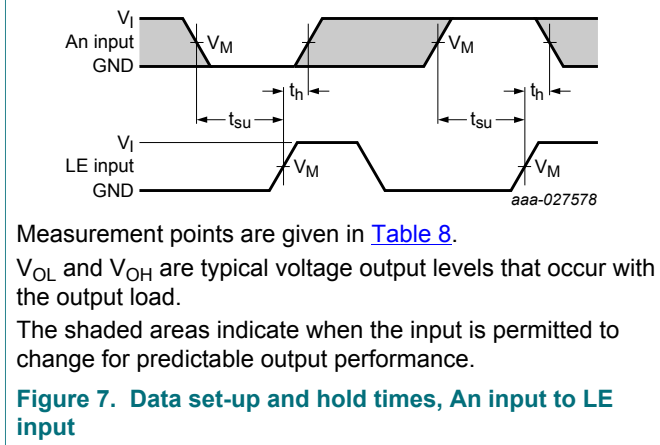 VI
An input
GND
VM
VM
th
th
tsu
tsu
VI
LE input
GND
VM
VM
aaa-027578
Measurement points are given in Table 8.
VOL and VOH are typical voltage output levels that occur with
the output load.
The shaded areas indicate when the input is permitted to
change for predictable output performance.
Figure 7. Data set-up and hold times, An input to LE
input